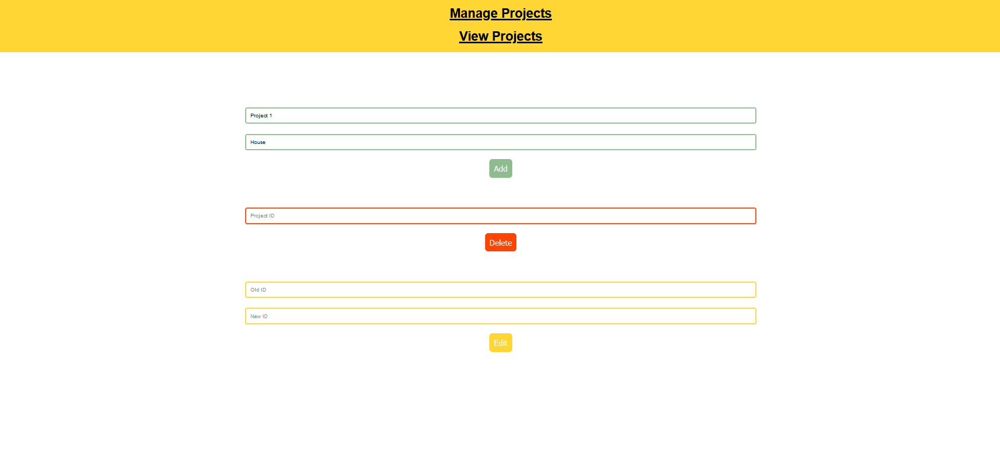 Manage Projects
View Projects
Project 1
House
Add
Project ID
Delete
Old ID
New ID
Edit